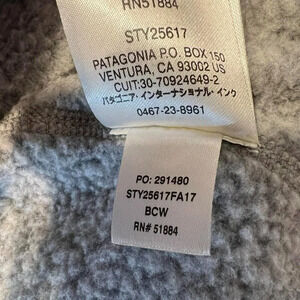 RN51884
STY25617
PATAGONIA P.O. BOX 150
VENTURA, CA 93002 US
CUIT:30-70924649-2
パタゴニア・インターナショナル・インク
0467-23-8961
PO: 291480
STY25617FA17
BCW
RN# 51884